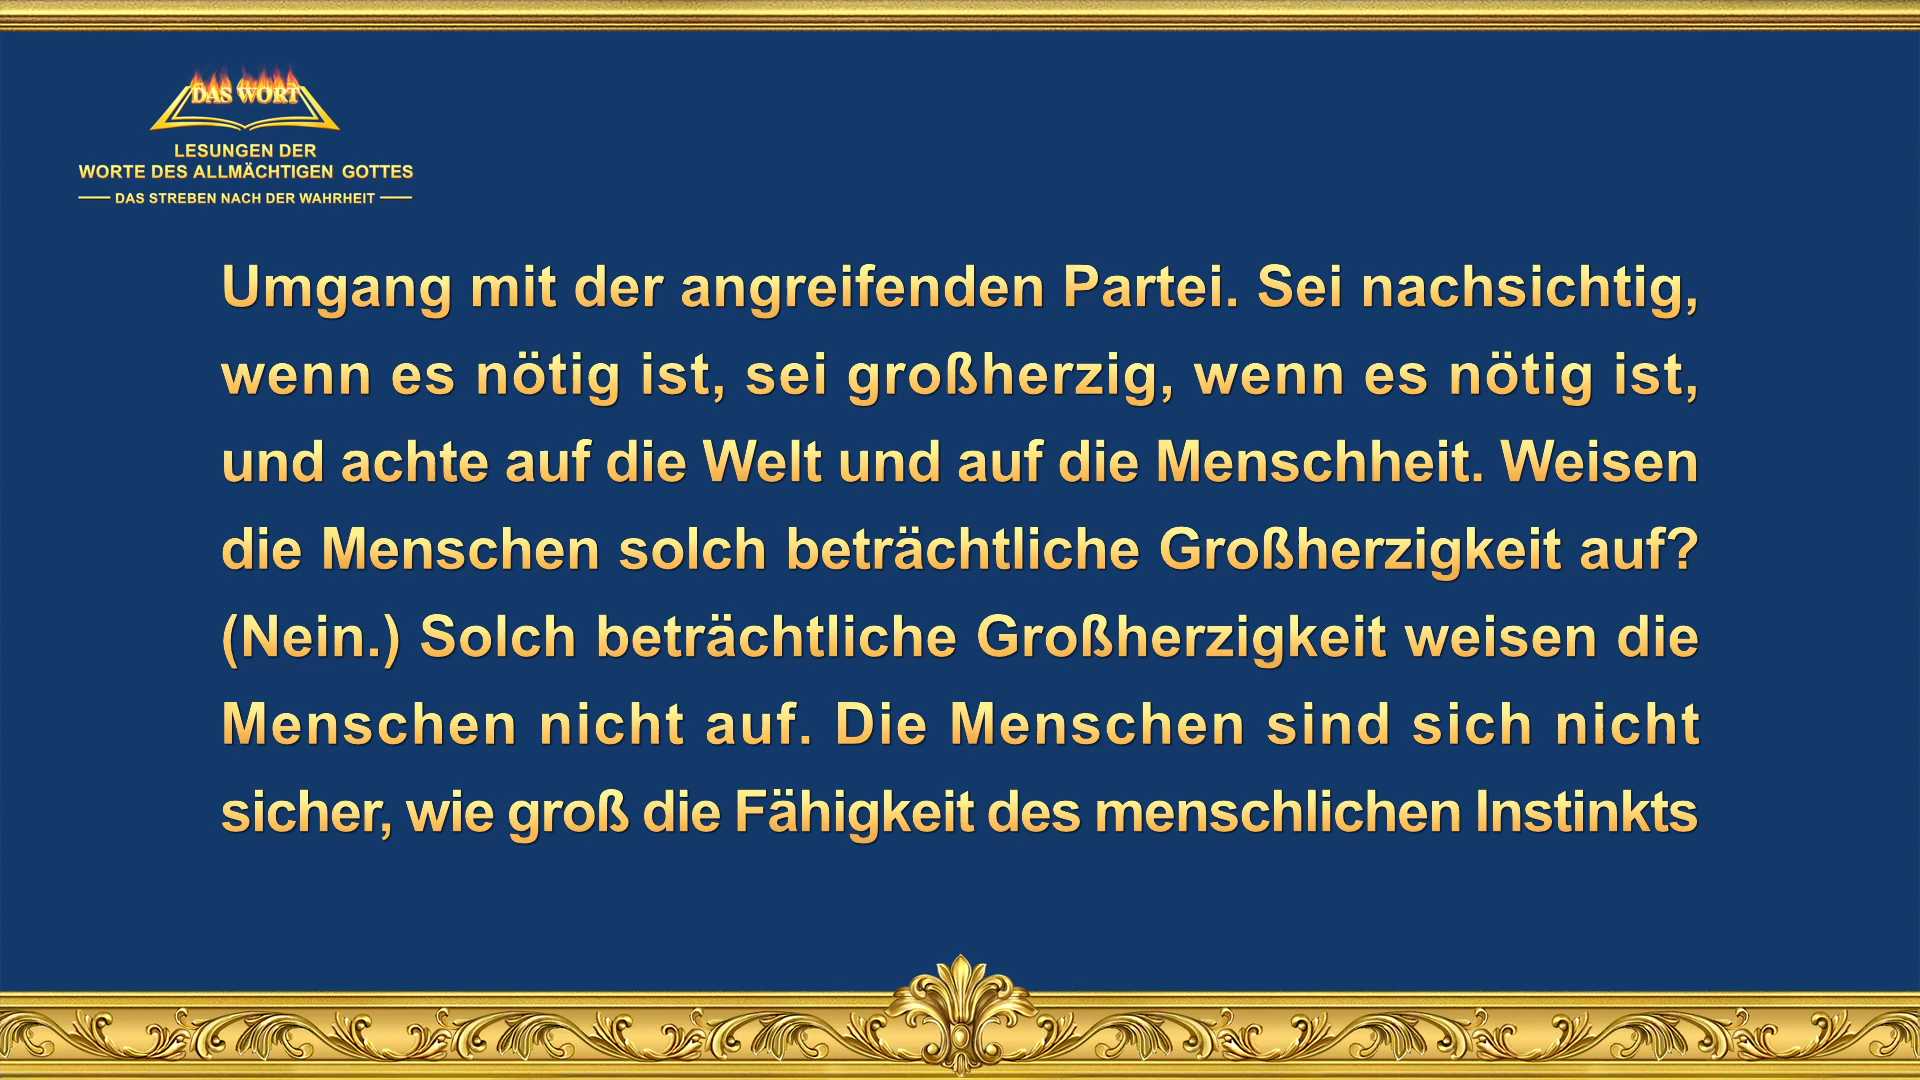 DAS WORT
LESUNGEN DER
WORTE DES ALLMÄCHTIGEN GOTTES
DAS STREBEN NACH DER WAHRHEIT
Umgang mit der angreifenden Partei. Sei nachsichtig,
wenn es nötig ist, sei großherzig, wenn es nötig ist,
und achte auf die Welt und auf die Menschheit. Weisen
die Menschen solch beträchtliche Großherzigkeit auf?
(Nein.) Solch beträchtliche Großherzigkeit weisen die
Menschen nicht auf. Die Menschen sind sich nicht
sicher, wie groß die Fähigkeit des menschlichen Instinkts